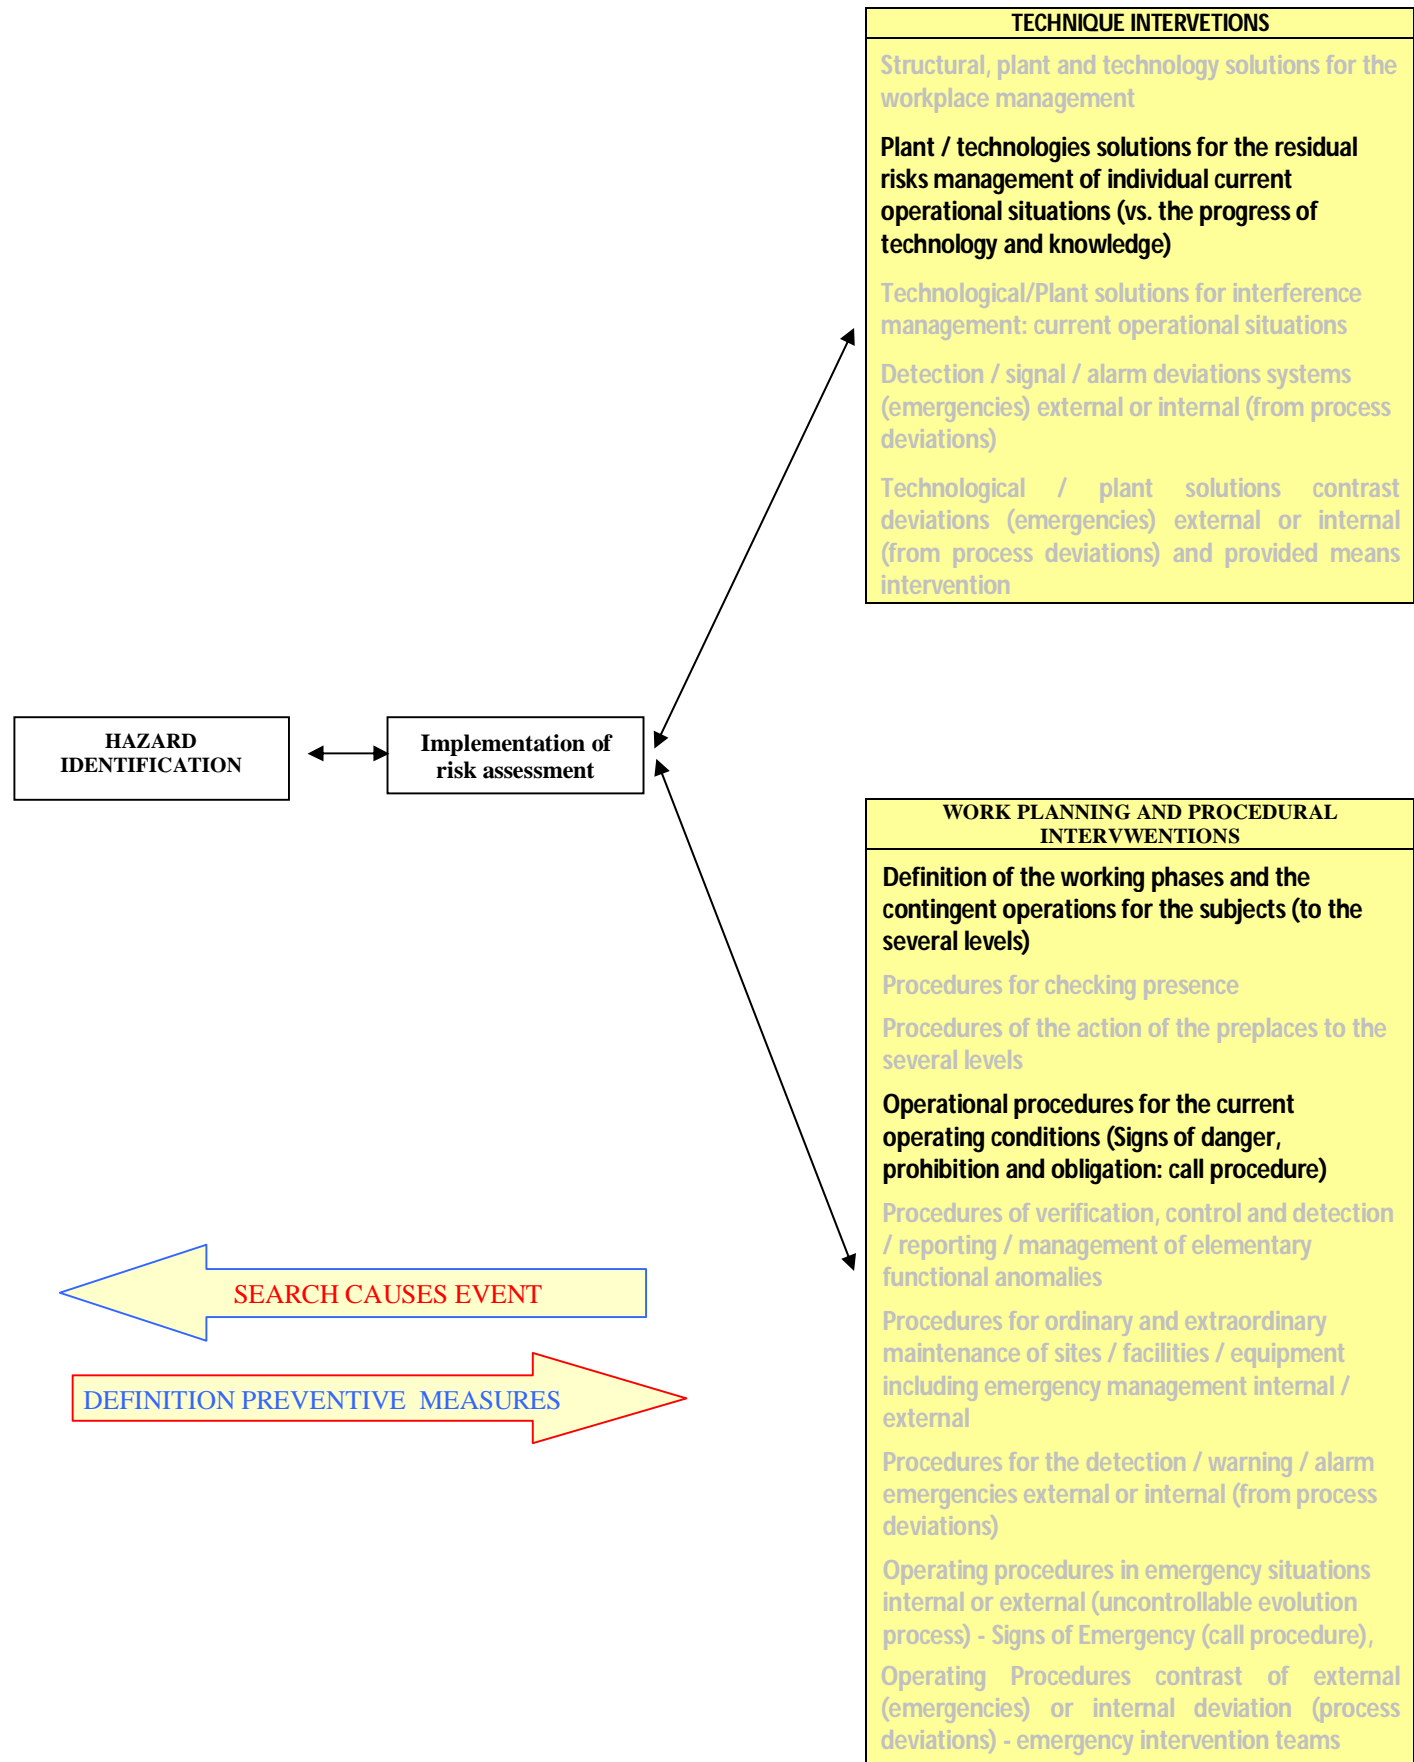 TECHNIQUE INTERVETIONS
Structural, plant and technology solutions for the
workplace management
Plant / technologies solutions for the residual
risks management of individual current
operational situations (vs. the progress of
technology and knowledge)
Technological/Plant solutions for interference
management: current operational situations
Detection / signal / alarm deviations systems
(emergencies) external or internal (from process
deviations)
Technological / plant solutions contrast
deviations (emergencies) external or internal
(from process deviations) and provided means
intervention
HAZARD
IDENTIFICATION
Implementation of
risk assessment
WORK PLANNING AND PROCEDURAL
INTERVWENTIONS
Definition of the working phases and the
contingent operations for the subjects (to the
several levels)
Procedures for checking presence
Procedures of the action of the preplaces to the
several levels
Operational procedures for the current
operating conditions (Signs of danger,
prohibition and obligation: call procedure)
Procedures of verification, control and detection
/ reporting / management of elementary
functional anomalies
Procedures for ordinary and extraordinary
maintenance of sites / facilities / equipment
including emergency management internal /
external
Procedures for the detection / warning / alarm
emergencies external or internal (from process
deviations)
Operating procedures in emergency situations
internal or external (uncontrollable evolution
process) - Signs of Emergency (call procedure),
Operating Procedures contrast of external
(emergencies) or internal deviation (process
deviations) - emergency intervention teams
SEARCH CAUSES EVENT
DEFINITION PREVENTIVE MEASURES